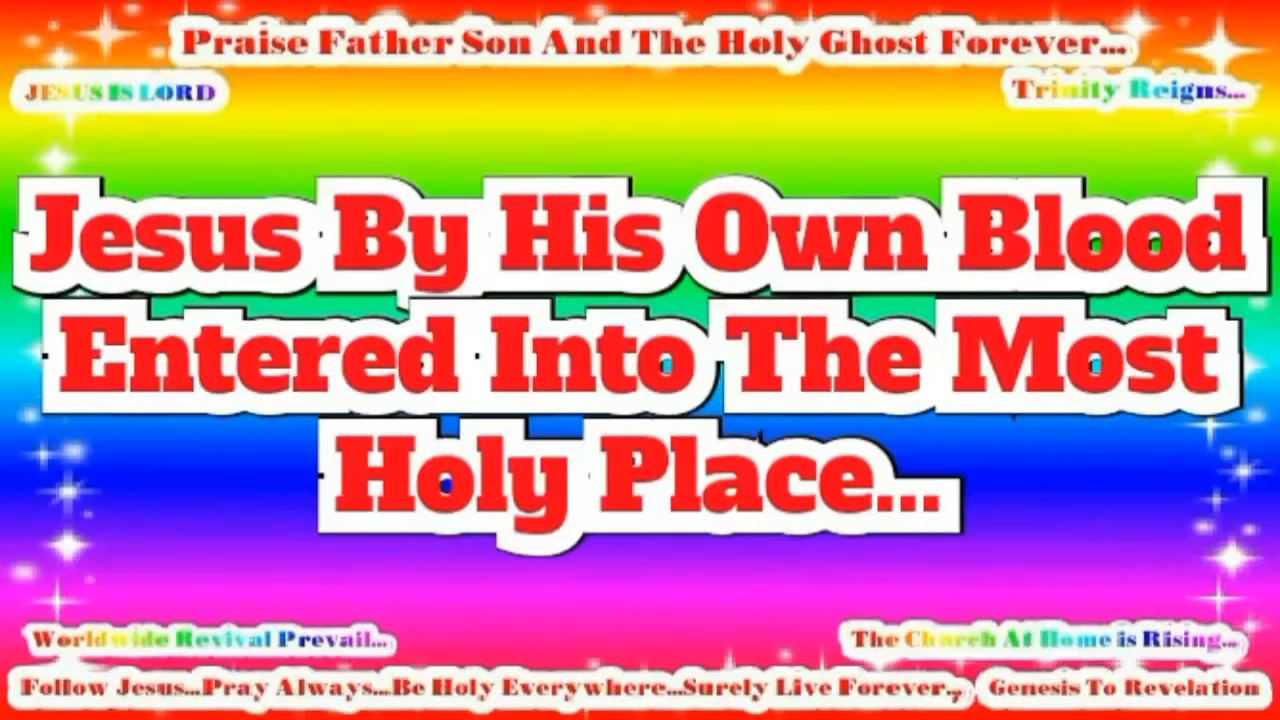 Praise Father Son And The Holy Ghost Forever...
JESUS IS LORD
Trinity Reigns...
Jesus By His Own Blood
Entered Into The Most
Holy Place...
Worldwide Revival Prevail...
The Church At Home is Rising...
Follow Jesus...Pray Always...Be Holy Everywhere...Surely Live Forever..,
Genesis To Revelation